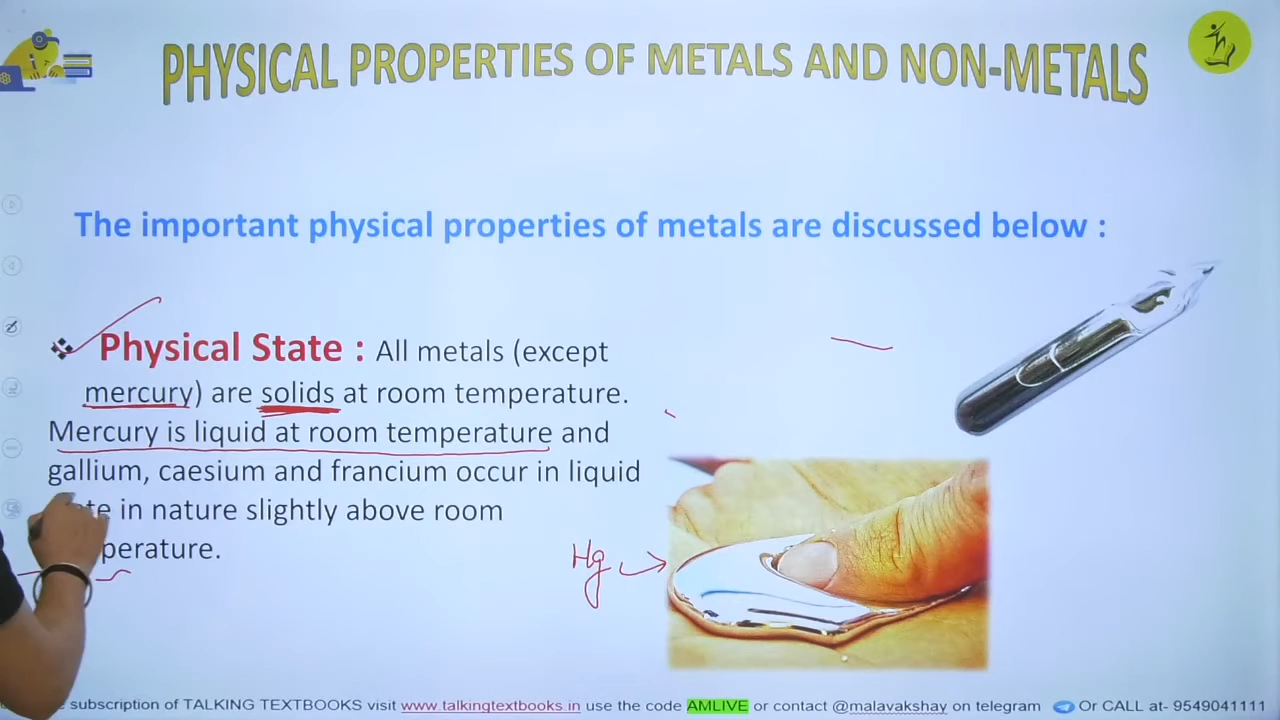 PHYSICAL PROPERTIES OF METALS AND NON-METALS
The important physical properties of metals are discussed below :
Physical State : All metals (except
mercury) are solids at room temperature.
Mercury is liquid at room temperature and
gallium, caesium and francium occur in liquid
in nature slightly above room
Hg
subscription of TALKING TEXTBOOKS visit www.talkingtextbooks.in use the code AMLIVE or contact @malavakshay on telegram Or CALL at- 9549041111